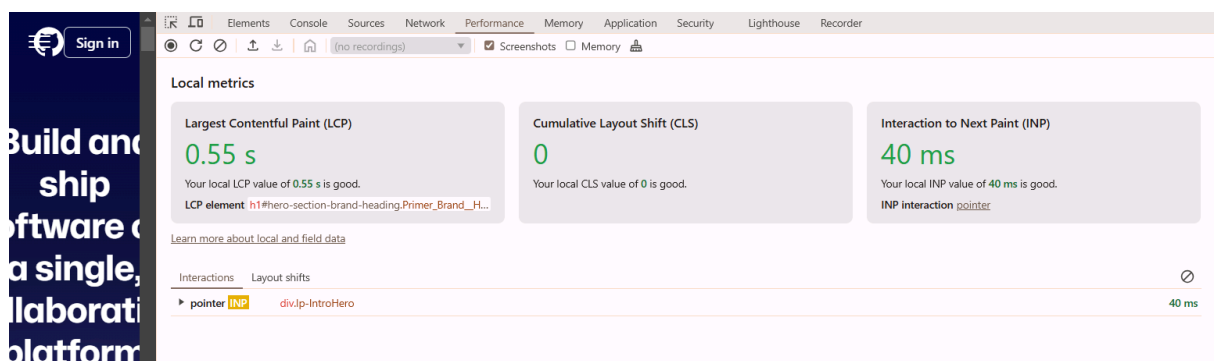 Sign in
Build and
ship
software o
a single,
llaborati
platform
Elements Console Sources Network Performance Memory Application Security Lighthouse Recorder
(no recordings) Screenshots Memory
Local metrics
Largest Contentful Paint (LCP)
0.55 s
Your local LCP value of 0.55 s is good.
LCP element h1#hero-section-brand-heading.Primer_Brand__H...
Cumulative Layout Shift (CLS)
0
Your local CLS value of 0 is good.
Interaction to Next Paint (INP)
40 ms
Your local INP value of 40 ms is good.
INP interaction pointer
Learn more about local and field data
Interactions Layout shifts
pointer INP div.lp-IntroHero 40 ms